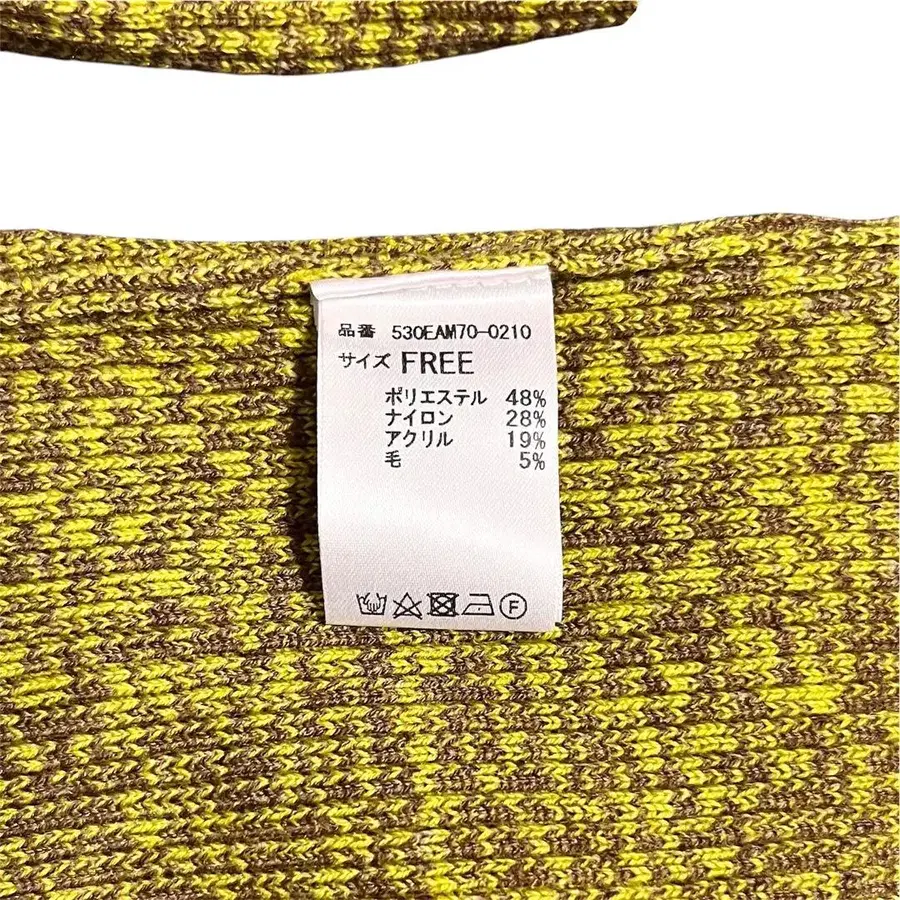 品番 530EAM70-0210
サイズ FREE
ポリエステル 48%
ナイロン 28%
アクリル 19%
毛 5%
F